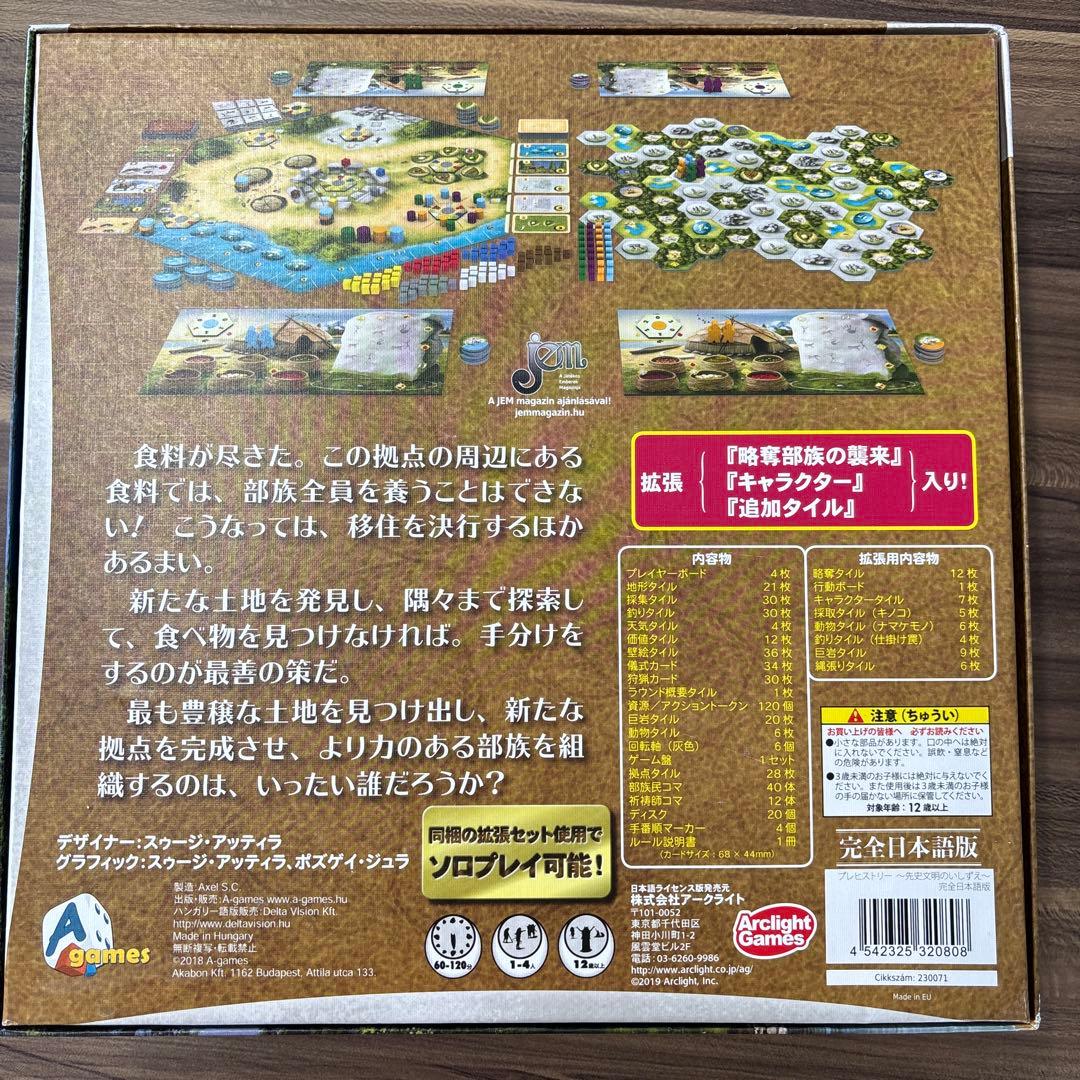 jem
A Játékos
Emberek
Magazinja
A JEM magazin ajánlásával!
jemmagazin.hu
食料が尽きた。この拠点の周辺にある
食料では、部族全員を養うことはできな
い! こうなっては、移住を決行するほか
あるまい。
新たな土地を発見し、隅々まで探索し
て、食べ物を見つけなければ。手分けを
するのが最善の策だ。
最も豊穣な土地を見つけ出し、新たな
拠点を完成させ、より力のある部族を組
織するのは、いったい誰だろうか?
拡張
『略奪部族の襲来』
『キャラクター』
『追加タイル』
入り!
内容物
プレイヤーボード 4枚
地形タイル 21枚
採集タイル 30枚
釣りタイル 30枚
天気タイル 4枚
価値タイル 12枚
壁絵タイル 36枚
儀式カード 34枚
狩猟カード 30枚
ラウンド概要タイル 1枚
資源/アクショントークン 120個
巨岩タイル 20枚
動物タイル 6枚
回転軸(灰色) 6個
ゲーム盤 1セット
拠点タイル 28枚
部族民コマ 40体
祈祷師コマ 12体
ディスク 20個
手番順マーカー 4個
ルール説明書 1冊
(カードサイズ:68×44mm)
拡張用内容物
略奪タイル 12枚
行動ボード 1枚
キャラクタータイル 7枚
採取タイル(キノコ) 5枚
動物タイル(ナマケモノ) 6枚
釣りタイル(仕掛け罠) 4枚
巨岩タイル 9枚
縄張りタイル 6枚
注意(ちゅうい)
お買い上げの皆様へ 必ずお読みください
●小さな部品があります。口の中へは絶対
に入れないでください。誤飲・窒息など
の危険があります。
●3歳未満のお子様には絶対に与えないでく
ださい。また使用後は3歳未満のお子様
の手の届かない場所に保管してください。
対象年齢:12歳以上
デザイナー:スゥージ・アッティラ
グラフィック:スゥージ・アッティラ、ポズゲイ・ジュラ
同梱の拡張セット使用で
ソロプレイ可能!
完全日本語版
プレヒストリー ~先史文明のいしずえ~
完全日本語版
4 542325 320808
Cikkszám: 230071
Made in EU
A games
製造:Axel S.C.
出版・販売:A-games www.a-games.hu
ハンガリー語版販売:Delta Vision Kft.
http://www.deltavision.hu
Made in Hungary
無断複写・転載禁止
©2018 A-games
Akabon Kft. 1162 Budapest, Attila utca 133.
60-120分
1-4人
12歳以上
日本語ライセンス版発売元
株式会社アークライト
〒101-0052
東京都千代田区
神田小川町1-2
風雲堂ビル2F
電話:03-6260-9986
http://www.arclight.co.jp/ag/
©2019 Arclight, Inc.
Arclight
Games